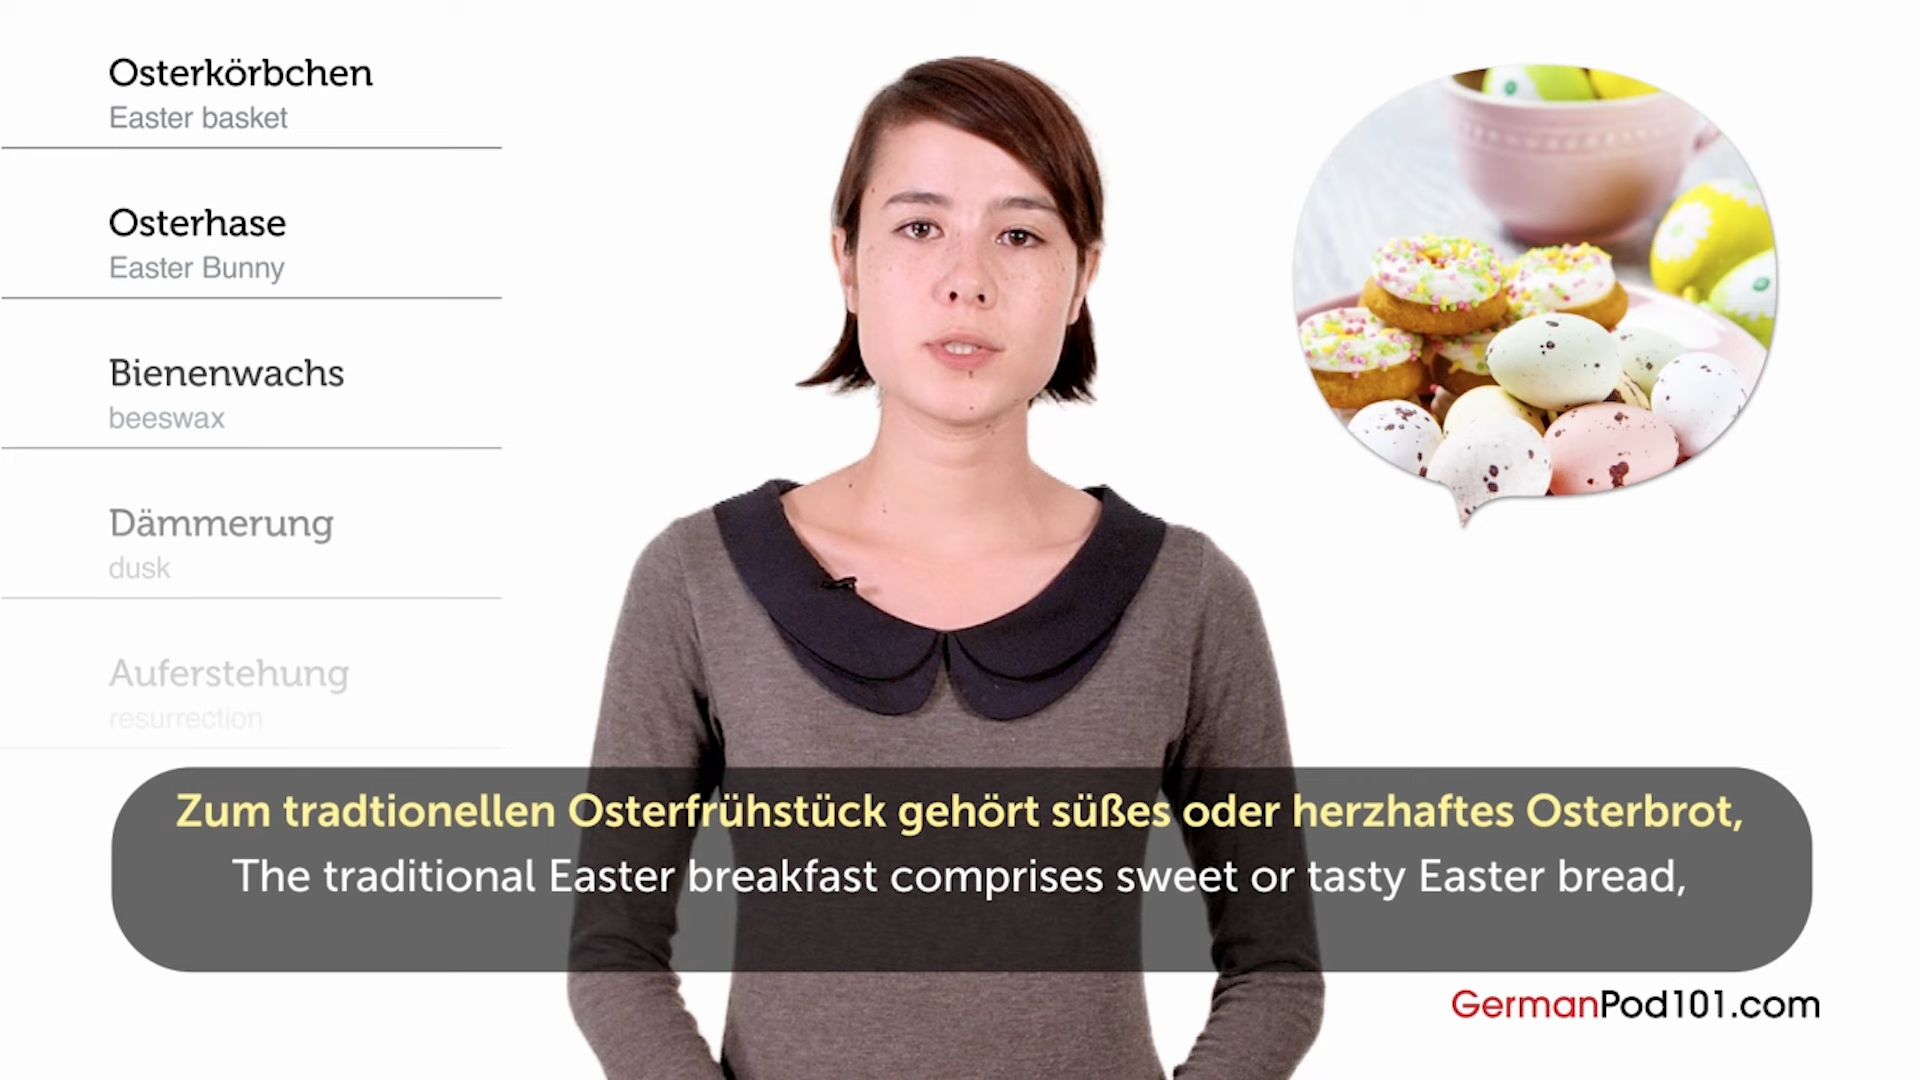 Osterkörbchen
Easter basket
Osterhase
Easter Bunny
Bienenwachs
beeswax
Dämmerung
dusk
Auferstehung
resurrection
Zum tradtionellen Osterfrühstück gehört süßes oder herzhaftes Osterbrot,
The traditional Easter breakfast comprises sweet or tasty Easter bread,
GermanPod101.com